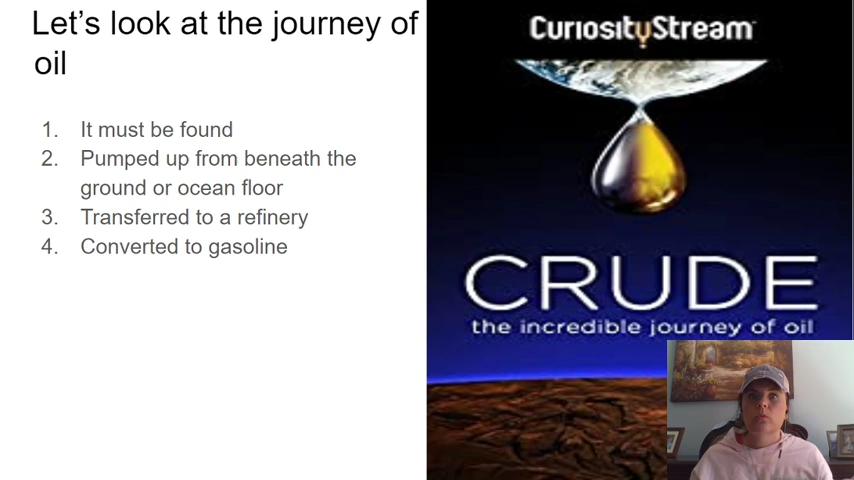 Let’s look at the journey of
oil
1. It must be found
2. Pumped up from beneath the
ground or ocean floor
3. Transferred to a refinery
4. Converted to gasoline
CuriosityStream
CRUDE
the incredible journey of oil